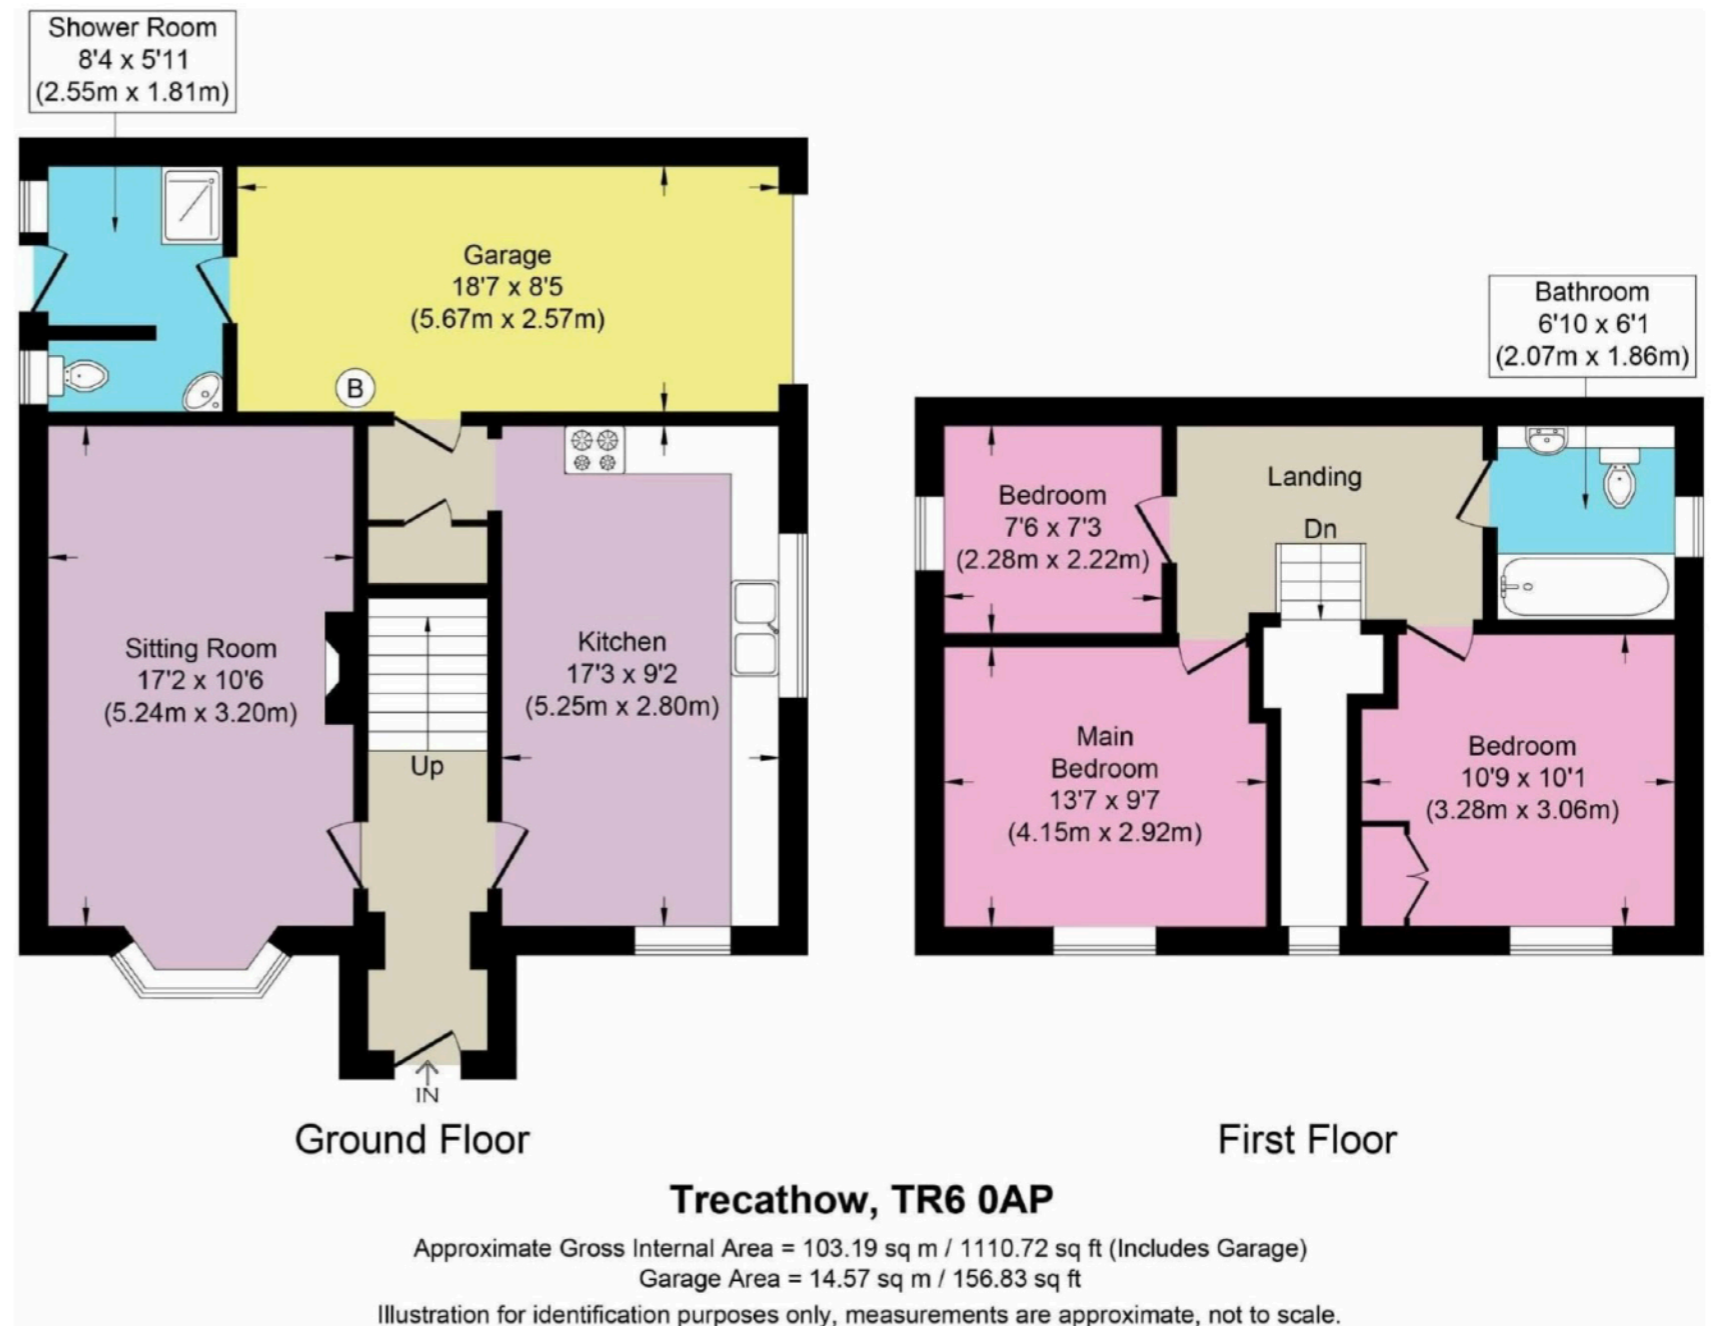 Shower Room
8'4 x 5'11
(2.55m x 1.81m)
Garage
18'7 x 8'5
(5.67m x 2.57m)
B
Sitting Room
17'2 x 10'6
(5.24m x 3.20m)
Up
Kitchen
17'3 x 9'2
(5.25m x 2.80m)
IN
Ground Floor
Bathroom
6'10 x 6'1
(2.07m x 1.86m)
Bedroom
7'6 x 7'3
(2.28m x 2.22m)
Landing
Dn
Main
Bedroom
13'7 x 9'7
(4.15m x 2.92m)
Bedroom
10'9 x 10'1
(3.28m x 3.06m)
First Floor
Trecathow, TR6 0AP
Approximate Gross Internal Area = 103.19 sq m / 1110.72 sq ft (Includes Garage)
Garage Area = 14.57 sq m / 156.83 sq ft
Illustration for identification purposes only, measurements are approximate, not to scale.